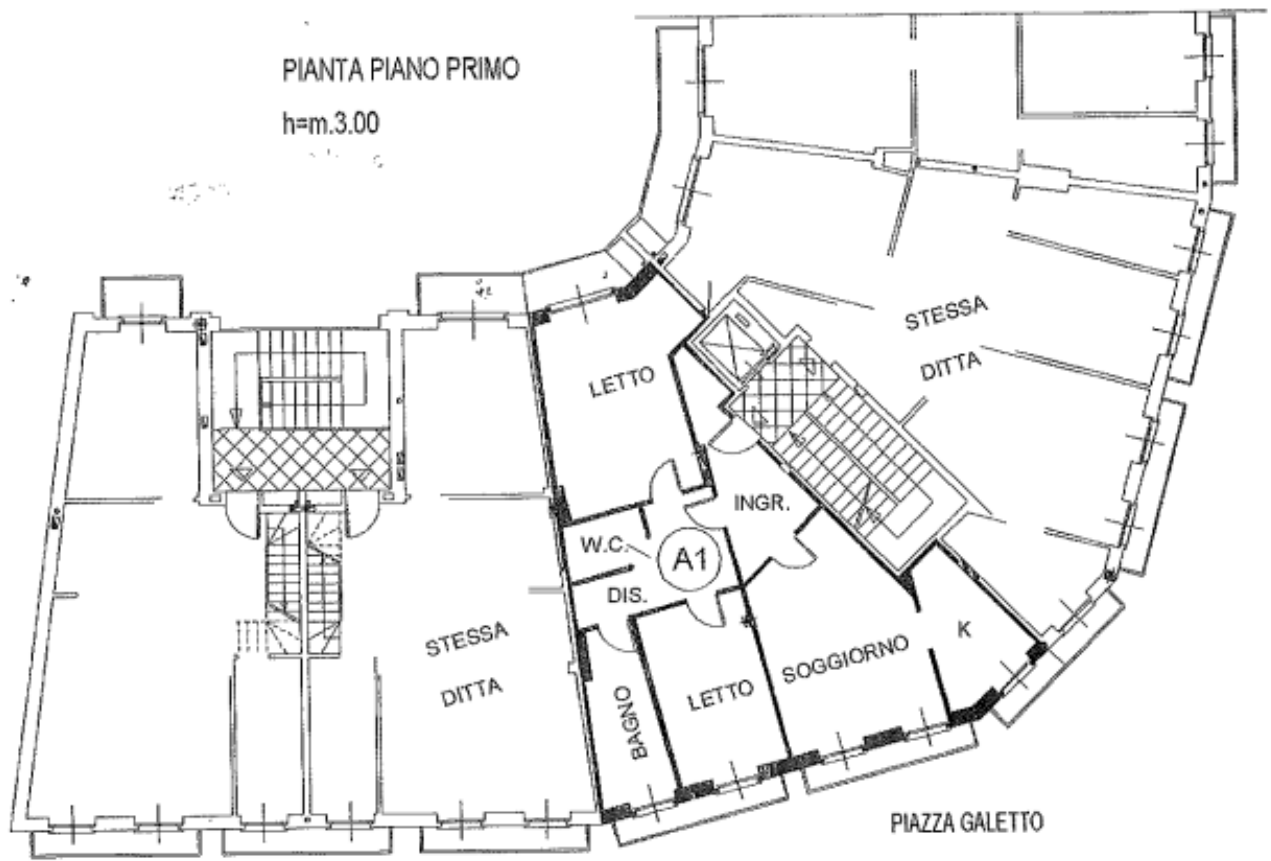 PIANTA PIANO PRIMO
h=m.3.00
STESSA
DITTA
LETTO
INGR.
W.C.
A1
DIS.
K
STESSA
DITTA
SOGGIORNO
LETTO
BAGNO
PIAZZA GALETTO